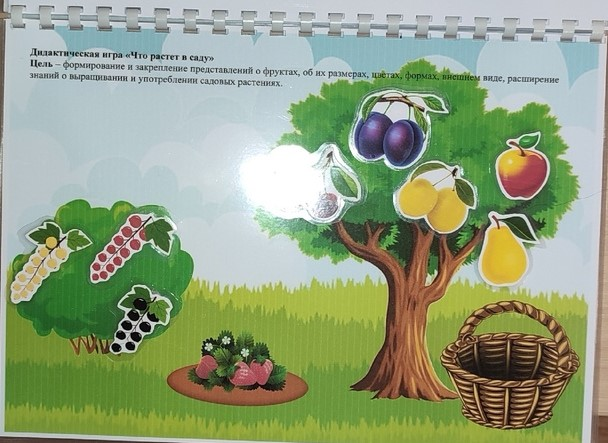 Дидактическая игра «Что растет в саду»
Цель – формирование и закрепление представлений о фруктах, об их размерах, цветах, формах, внешнем виде, расширение
знаний о выращивании и употреблении садовых растениях.